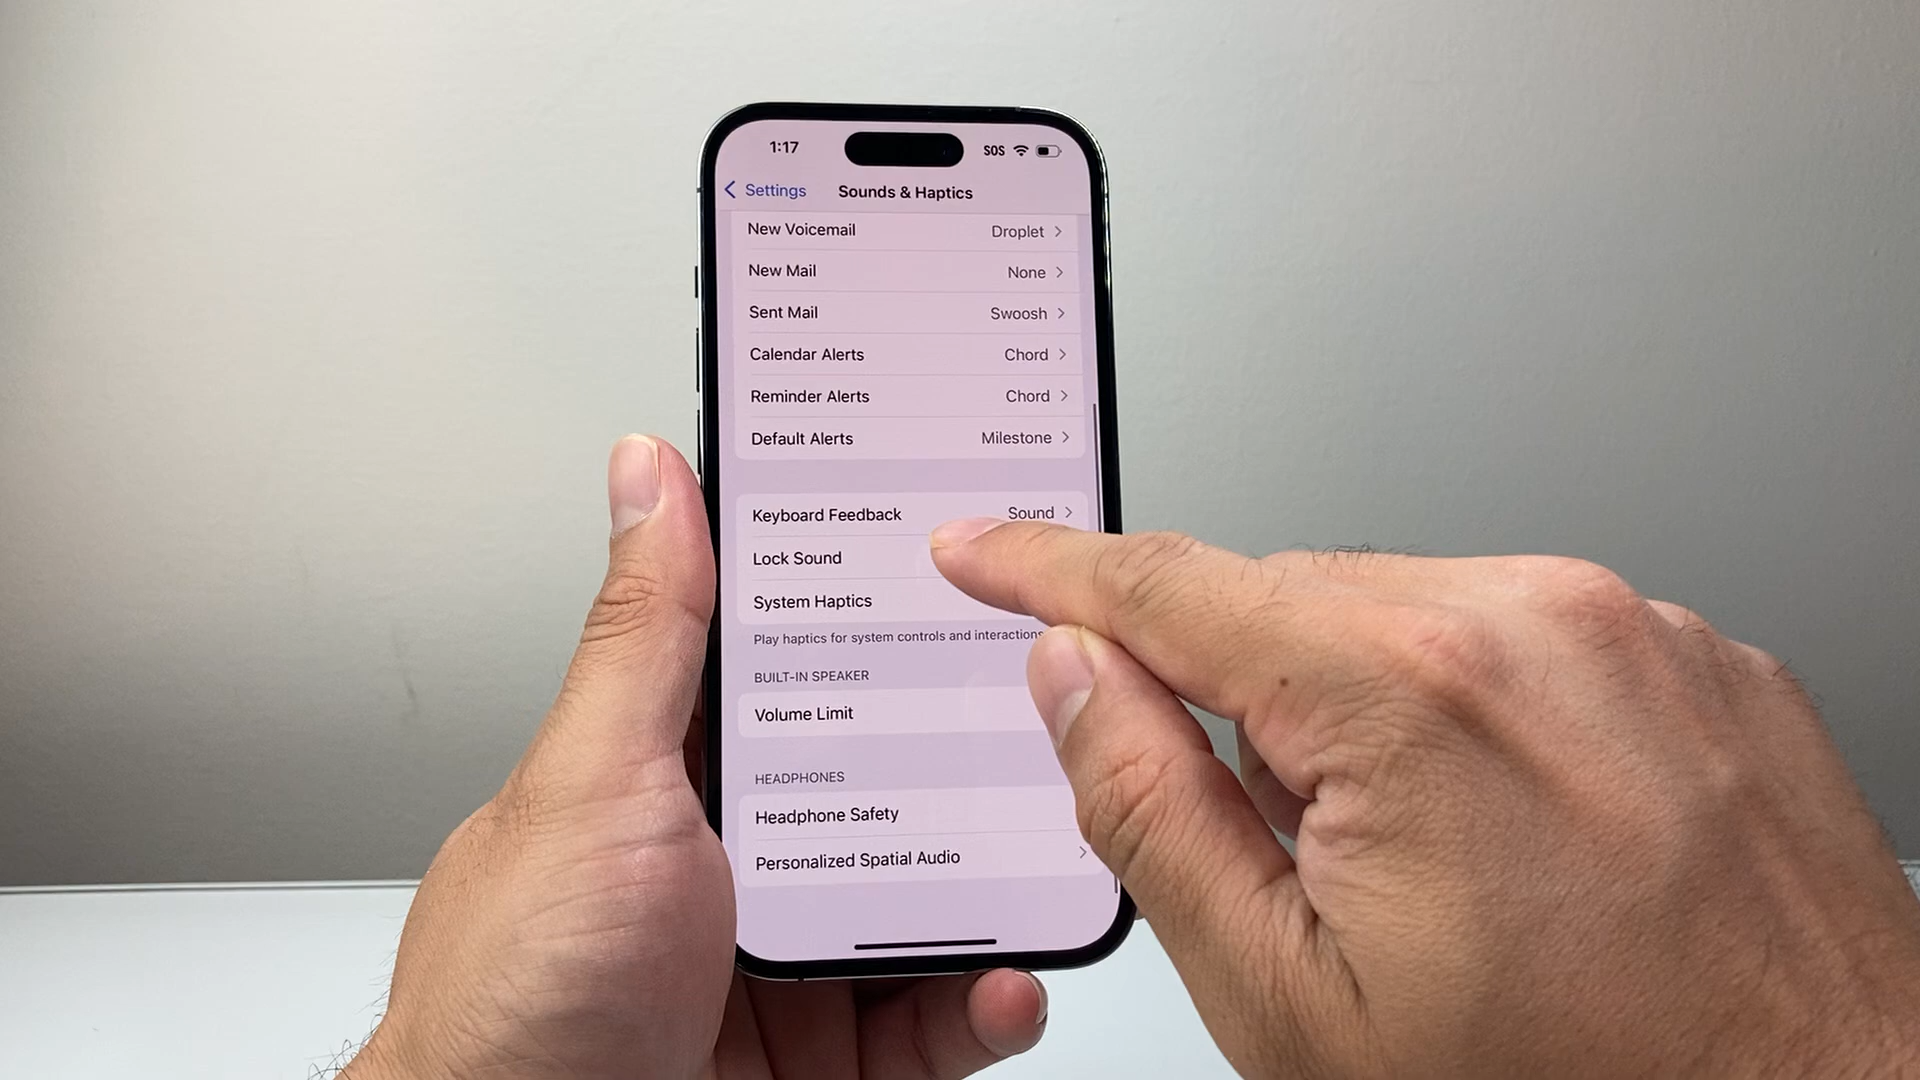 1:17
SOS
Settings
Sounds & Haptics
New Voicemail Droplet
New Mail None
Sent Mail Swoosh
Calendar Alerts Chord
Reminder Alerts Chord
Default Alerts Milestone
Keyboard Feedback Sound
Lock Sound
System Haptics
Play haptics for system controls and interactions
BUILT-IN SPEAKER
Volume Limit
HEADPHONES
Headphone Safety
Personalized Spatial Audio